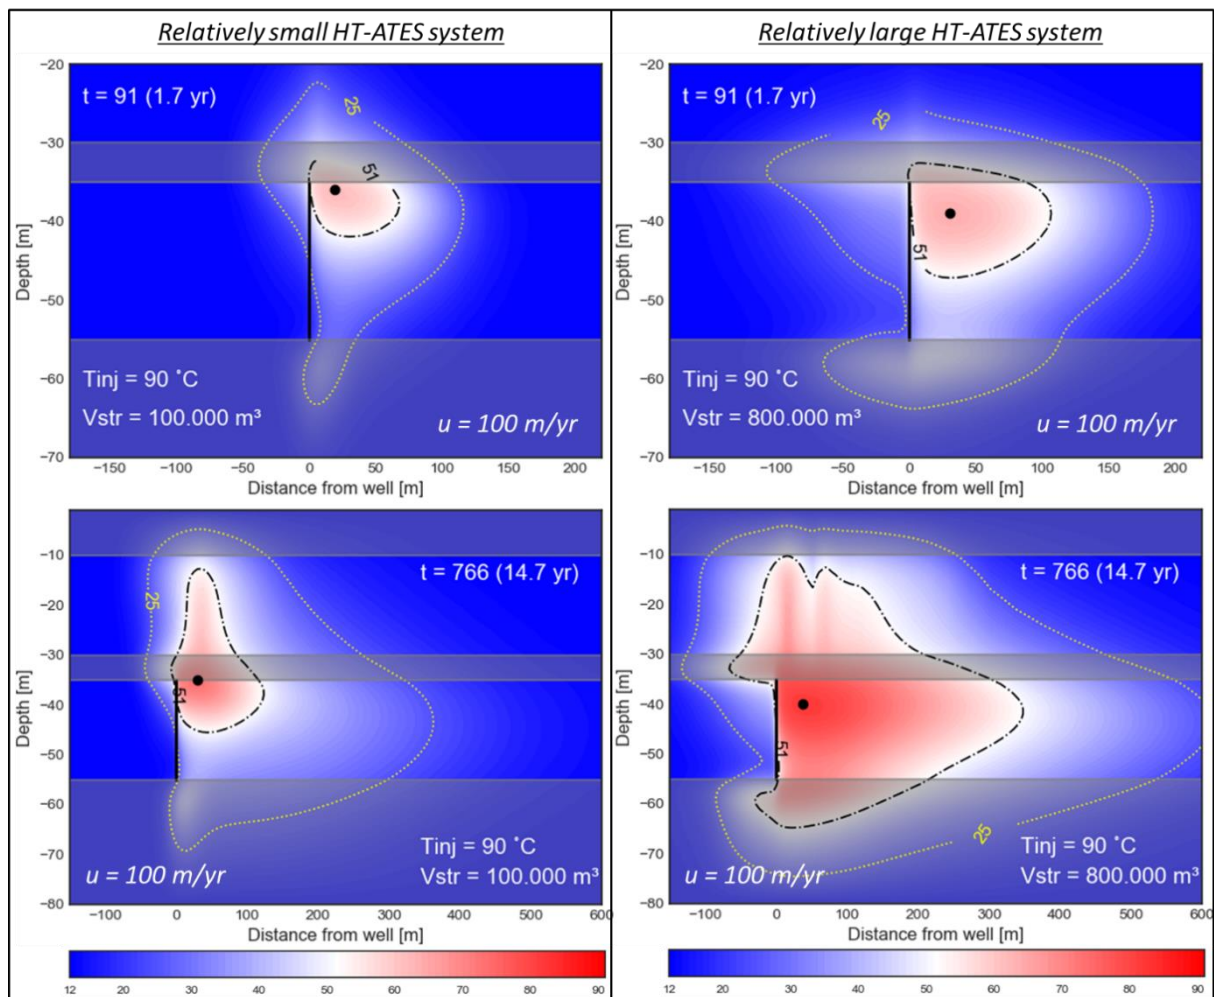 Relatively small HT-ATES system
Relatively large HT-ATES system
−20
−30
−40
−50
−60
−70
Depth [m]
t = 91 (1.7 yr)
25
51
Tinj = 90 ˚C
Vstr = 100.000 m³
u = 100 m/yr
−150 −100 −50 0 50 100 150 200
Distance from well [m]
−20
−30
−40
−50
−60
−70
Depth [m]
t = 91 (1.7 yr)
25
51
Tinj = 90 ˚C
Vstr = 800.000 m³
u = 100 m/yr
−150 −100 −50 0 50 100 150 200
Distance from well [m]
−10
−20
−30
−40
−50
−60
−70
−80
Depth [m]
t = 766 (14.7 yr)
25
51
Tinj = 90 ˚C
u = 100 m/yr
Vstr = 100.000 m³
−100 0 100 200 300 400 500 600
Distance from well [m]
12 20 30 40 50 60 70 80 90
−10
−20
−30
−40
−50
−60
−70
−80
Depth [m]
t = 766 (14.7 yr)
51
25
Tinj = 90 ˚C
u = 100 m/yr
Vstr = 800.000 m³
−100 0 100 200 300 400 500 600
Distance from well [m]
12 20 30 40 50 60 70 80 90